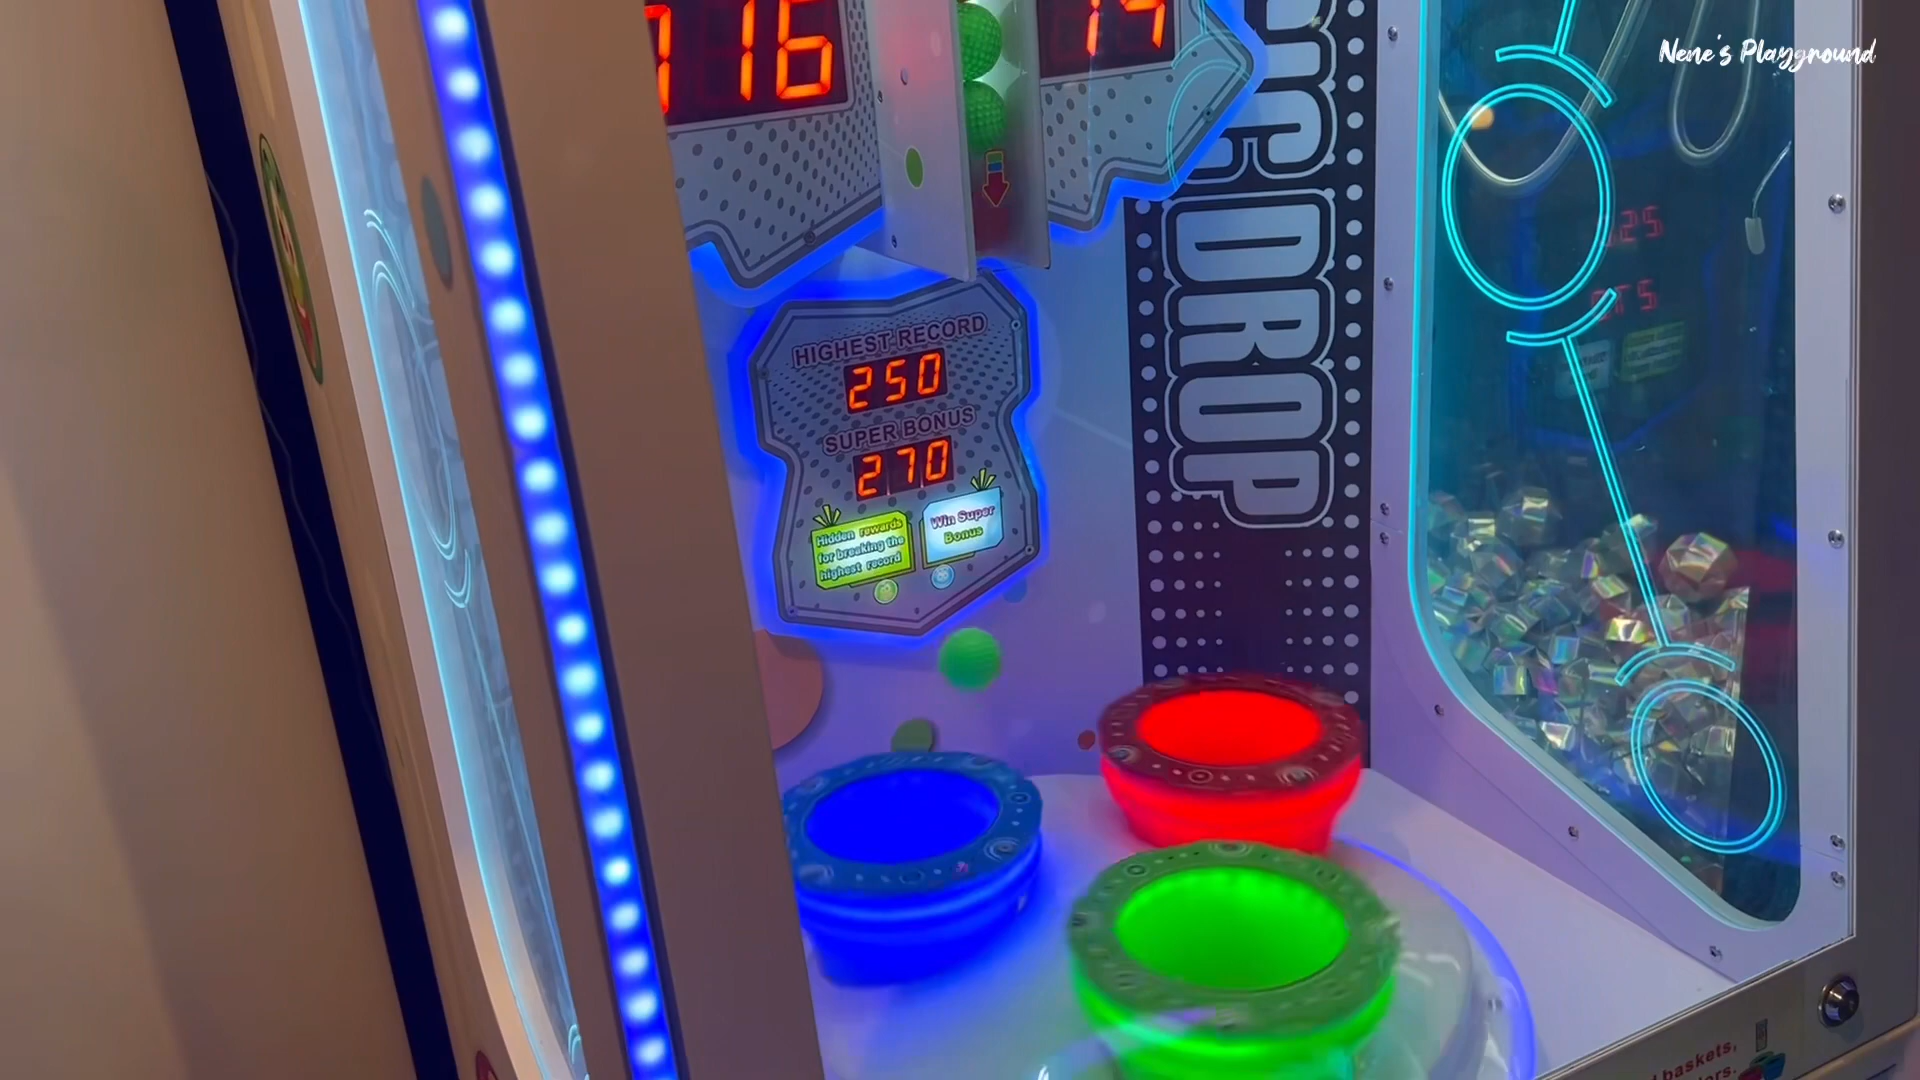 Nene's Playground
16
19
HIGHEST RECORD
250
SUPER BONUS
270
Hidden rewards
for breaking the
highest record
Win Super
Bonus
DROP
baskets,